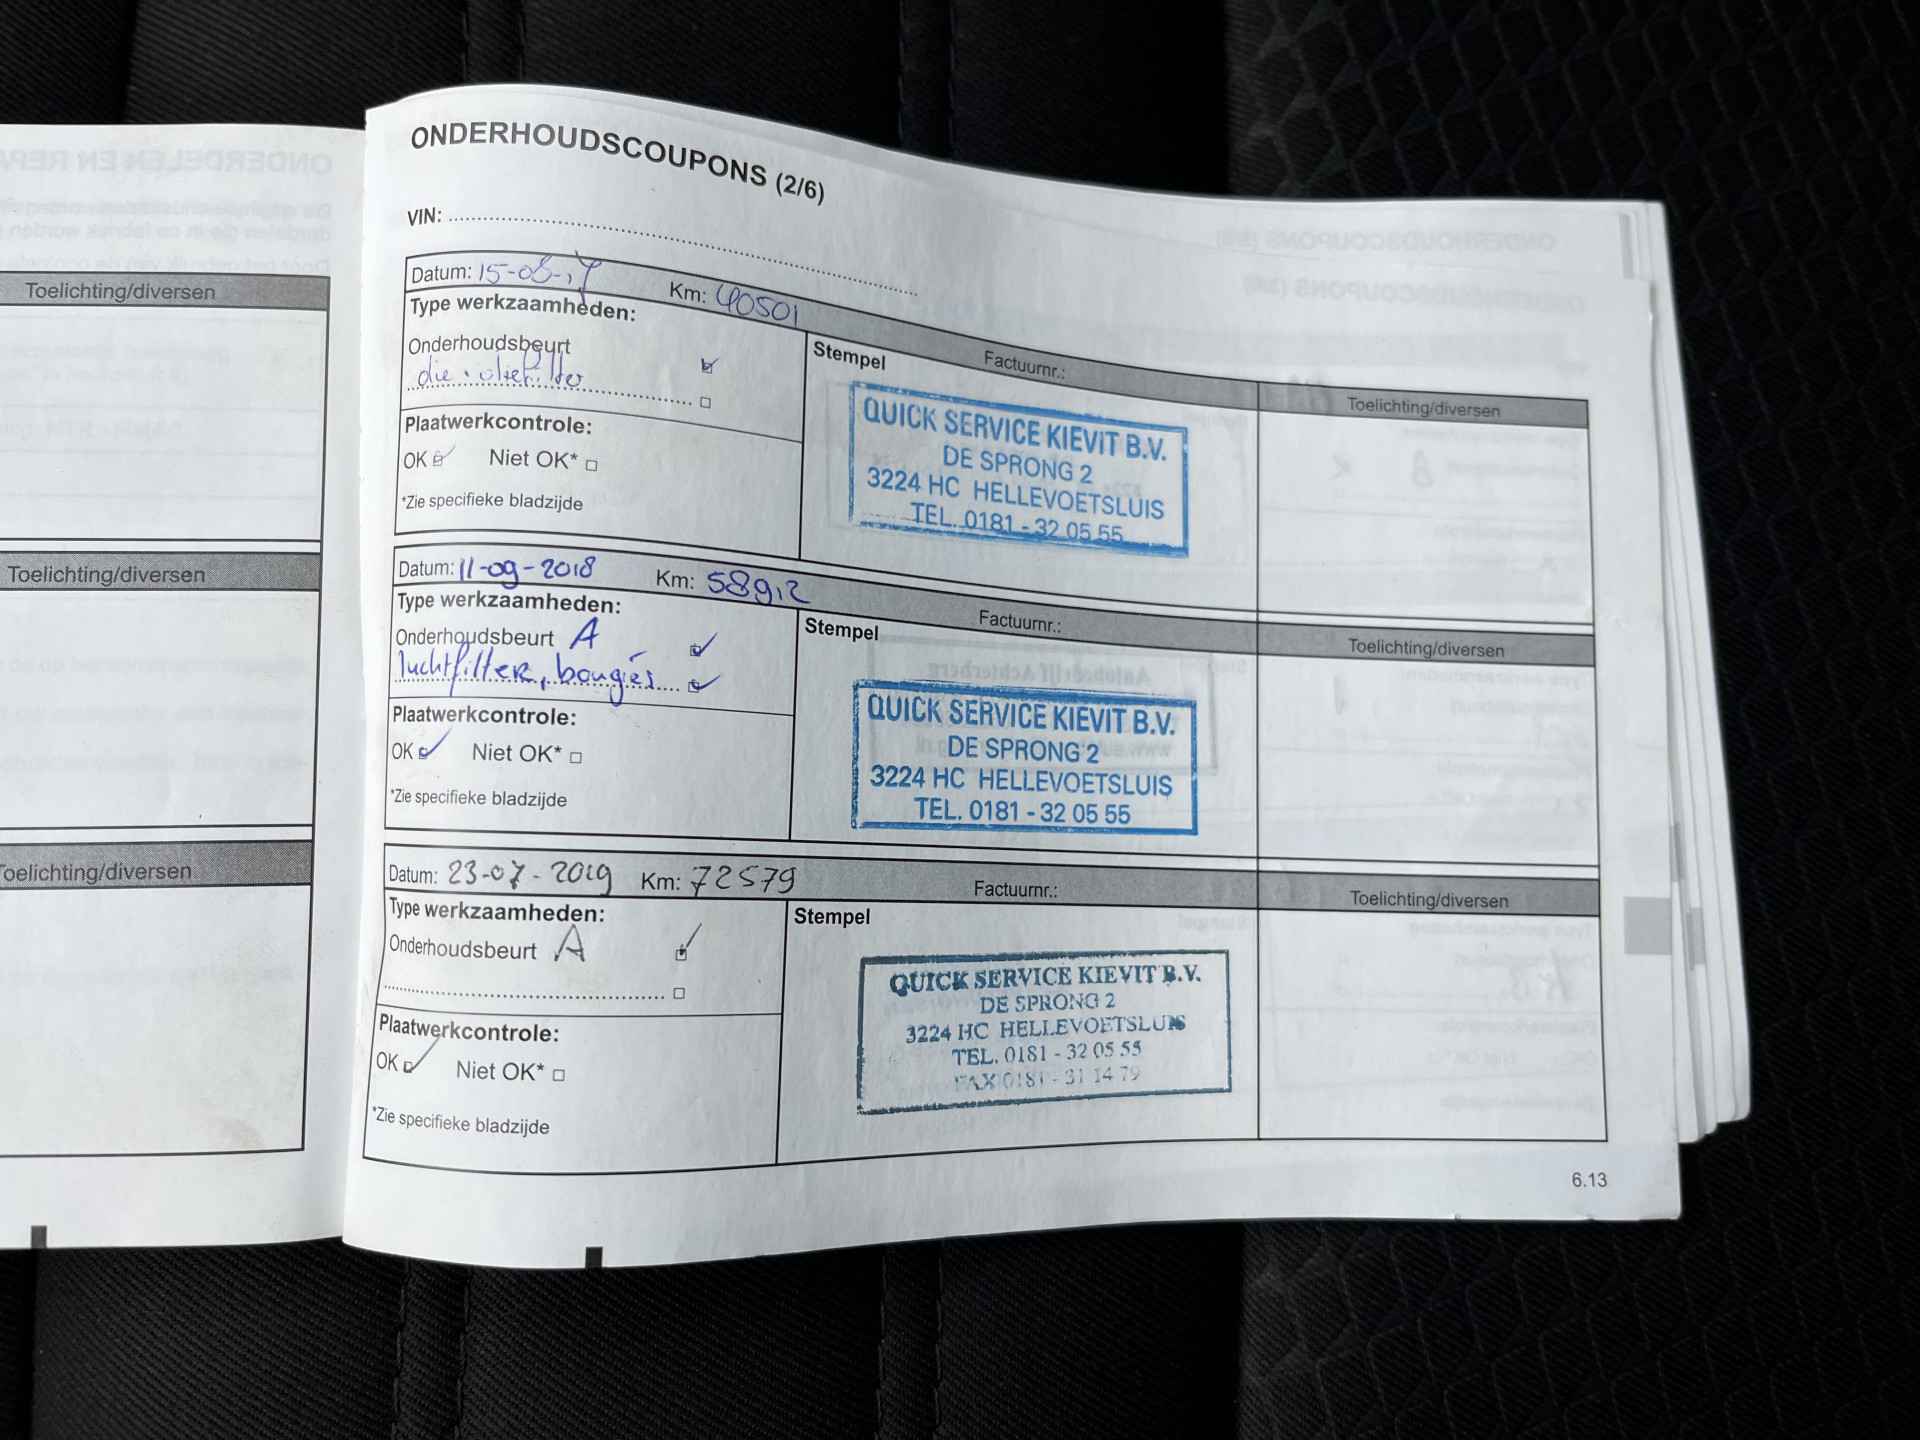 ONDERHOUDSCOUPONS (2/6)
VIN:
Datum: 15-08-17 Km: 40501 Factuurnr.: Toelichting/diversen
Type werkzaamheden:
Onderhoudsbeurt
oliefilter
Plaatwerkcontrole:
OK Niet OK*
*Zie specifieke bladzijde
Stempel
QUICK SERVICE KIEVIT B.V.
DE SPRONG 2
3224 HC HELLEVOETSLUIS
TEL. 0181 - 32 05 55
Datum: 11-09-2018 Km: 58912 Factuurnr.: Toelichting/diversen
Type werkzaamheden:
Onderhoudsbeurt A
luchtfilter, bougies
Plaatwerkcontrole:
OK Niet OK*
*Zie specifieke bladzijde
Stempel
QUICK SERVICE KIEVIT B.V.
DE SPRONG 2
3224 HC HELLEVOETSLUIS
TEL. 0181 - 32 05 55
Datum: 23-07-2019 Km: 72579 Factuurnr.: Toelichting/diversen
Type werkzaamheden:
Onderhoudsbeurt A
Plaatwerkcontrole:
OK Niet OK*
*Zie specifieke bladzijde
Stempel
QUICK SERVICE KIEVIT B.V.
DE SPRONG 2
3224 HC HELLEVOETSLUIS
TEL. 0181 - 32 05 55
FAX 0181 - 31 14 79
6.13
Toelichting/diversen
Toelichting/diversen
Toelichting/diversen